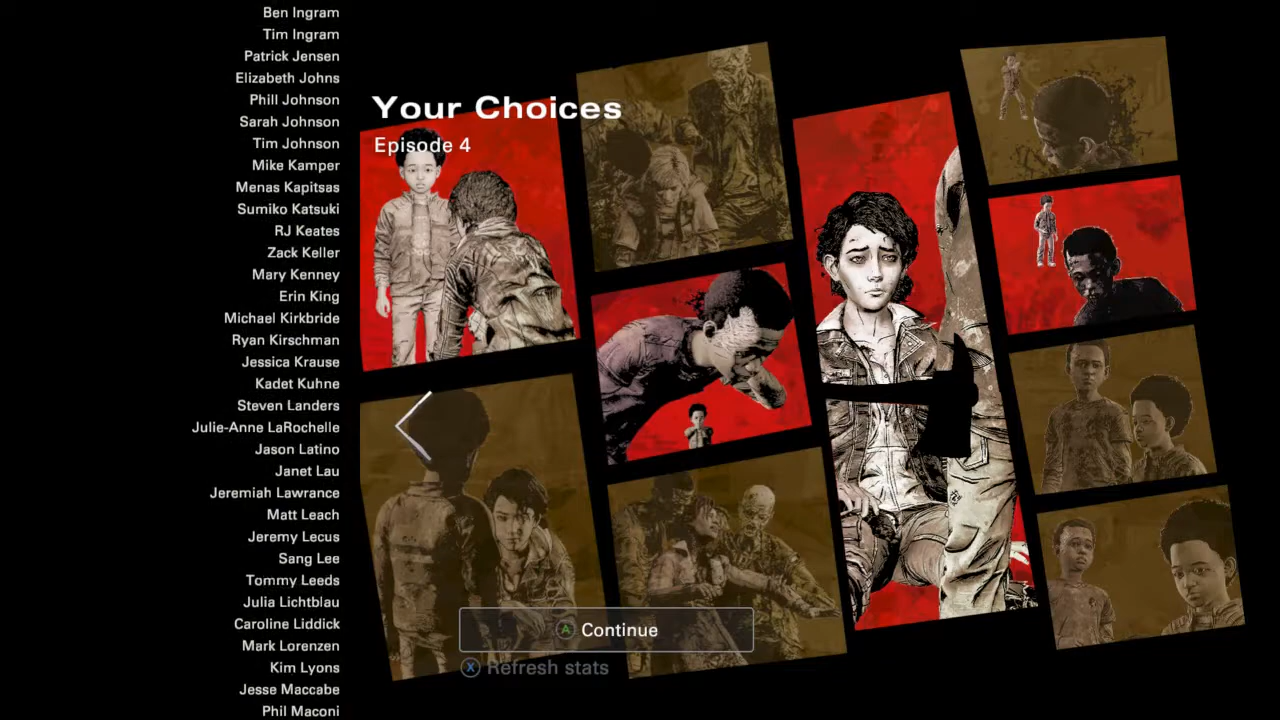 Ben Ingram
Tim Ingram
Patrick Jensen
Elizabeth Johns
Phill Johnson
Sarah Johnson
Tim Johnson
Mike Kamper
Menas Kapitsas
Sumiko Katsuki
RJ Keates
Zack Keller
Mary Kenney
Erin King
Michael Kirkbride
Ryan Kirschman
Jessica Krause
Kadet Kuhne
Steven Landers
Julie-Anne LaRochelle
Jason Latino
Janet Lau
Jeremiah Lawrance
Matt Leach
Jeremy Lecus
Sang Lee
Tommy Leeds
Julia Lichtblau
Caroline Liddick
Mark Lorenzen
Kim Lyons
Jesse Maccabe
Phil Maconi
Your Choices
Episode 4
A Continue
X Refresh stats